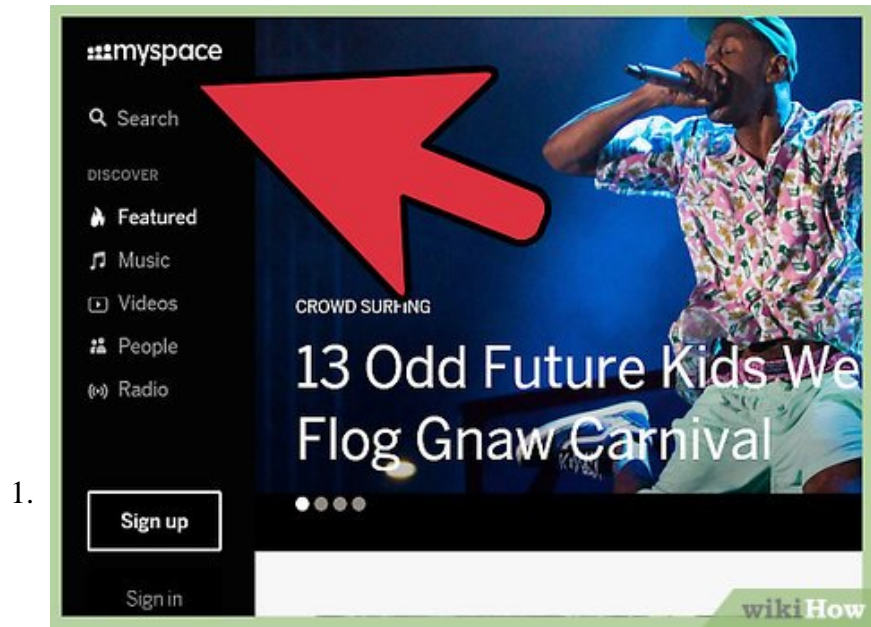 myspace
Search
DISCOVER
Featured
Music
Videos
People
Radio
Sign up
Sign in
CROWD SURFING
13 Odd Future Kids We
Flog Gnaw Carnival
1.
wikiHow